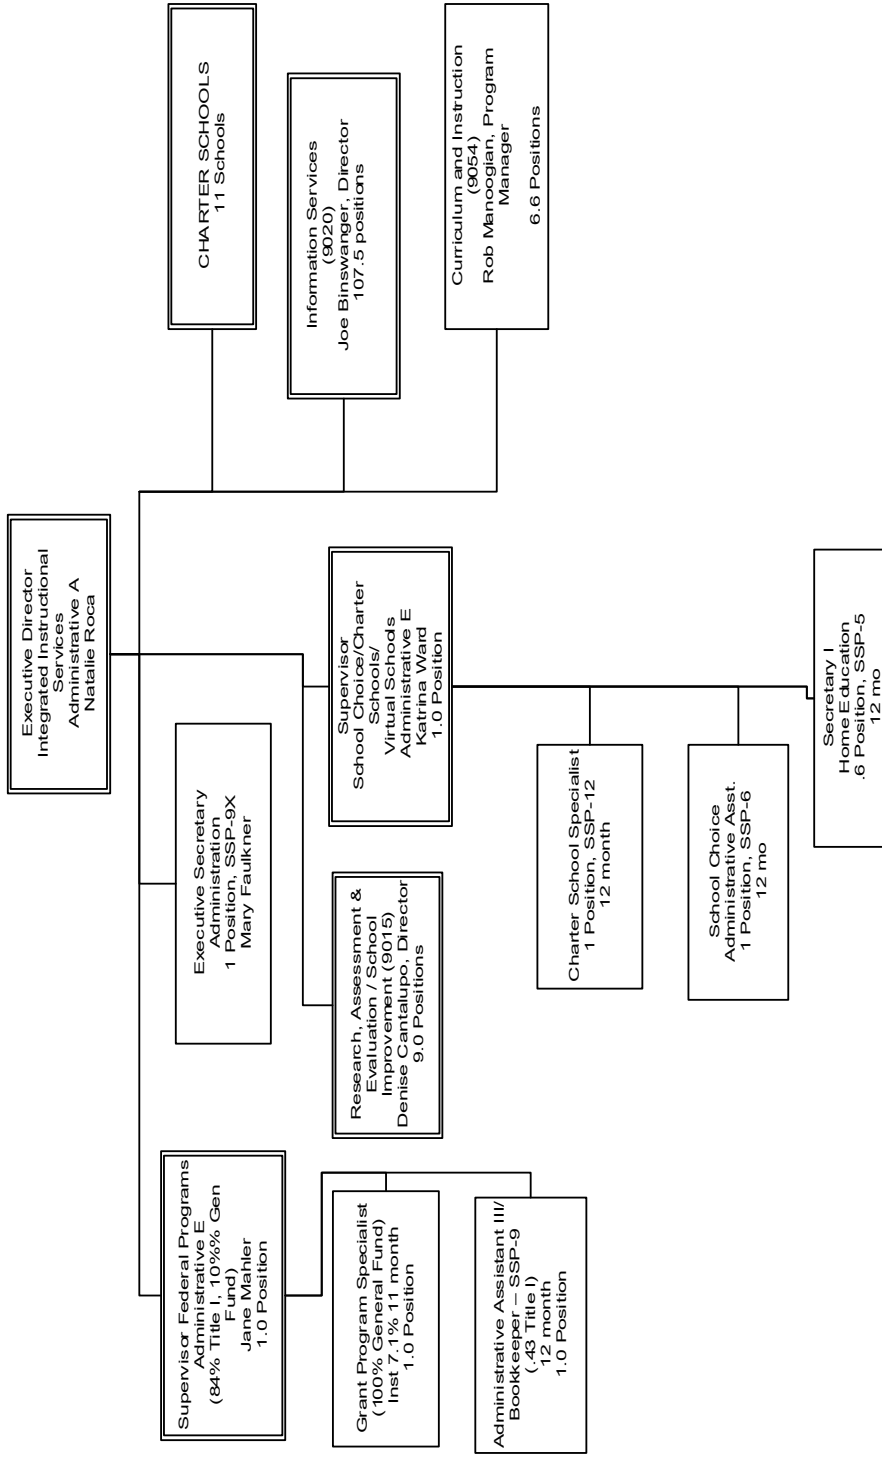 Executive Director
Integrated Instructional
Services
Administrative A
Natalie Roca
Supervisor Federal Programs
Administrative E
(84% Title I, 10%% Gen
Fund)
Jane Mahler
1.0 Position
Executive Secretary
Administration
1 Position, SSP-9X
Mary Faulkner
CHARTER SCHOOLS
11 Schools
Information Services
(9020)
Joe Binswanger, Director
107.5 positions
Curriculum and Instruction
(9054)
Rob Manoogian, Program
Manager
6.6 Positions
Grant Program Specialist
(100% General Fund)
Inst 7.1% 11 month
1.0 Position
Administrative Assistant III/
Bookkeeper – SSP-9
(.43 Title I)
12 month
1.0 Position
Research, Assessment &
Evaluation / School
Improvement (9015)
Denise Cantalupo, Director
9.0 Positions
Supervisor
School Choice/Charter
Schools/
Virtual Schools
Administrative E
Katrina Ward
1.0 Position
Charter School Specialist
1 Position, SSP-12
12 month
School Choice
Administrative Asst.
1 Position, SSP-6
12 mo
Secretary I
Home Education
.6 Position, SSP-5
12 mo